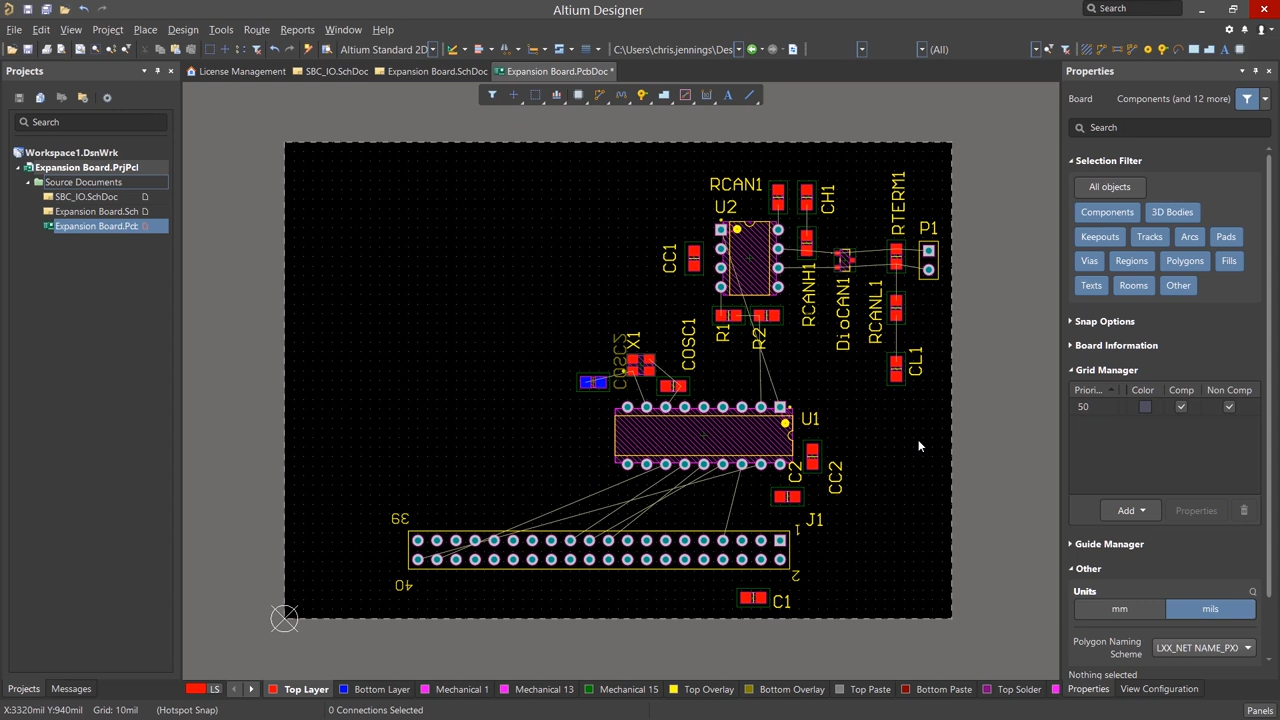 Altium Designer
Search
File Edit View Project Place Design Tools Route Reports Window Help
Altium Standard 2D
C:\Users\chris.jennings\Des
(All)
Projects
License Management
SBC_IO.SchDoc
Expansion Board.SchDoc
Expansion Board.PcbDoc *
Properties
Search
Workspace1.DsnWrk
Expansion Board.PrjPcl
Source Documents
SBC_IO.SchDoc
Expansion Board.Sch
Expansion Board.Pcl:
Board
Components (and 12 more)
Search
Selection Filter
All objects
Components 3D Bodies
Keepouts Tracks Arcs Pads
Vias Regions Polygons Fills
Texts Rooms Other
Snap Options
Board Information
Grid Manager
Priori... Color Comp Non Comp
50
Add Properties
Guide Manager
Other
Units
mm mils
Polygon Naming
Scheme
LXX_NET NAME_PX
Nothing selected
RCAN1
CH1
RTERM1
U2
P1
CC1
RCANH1
DioCAN1
RCANL1
R1
R2
COSC2
X1
COSC1
CL1
U1
C2
CC2
39
J1
1
40
2
C1
Projects Messages
LS
Top Layer Bottom Layer Mechanical 1 Mechanical 13 Mechanical 15 Top Overlay Bottom Overlay Top Paste Bottom Paste Top Solder
Properties View Configuration
X:3320mil Y:940mil Grid: 10mil (Hotspot Snap)
0 Connections Selected
Panels